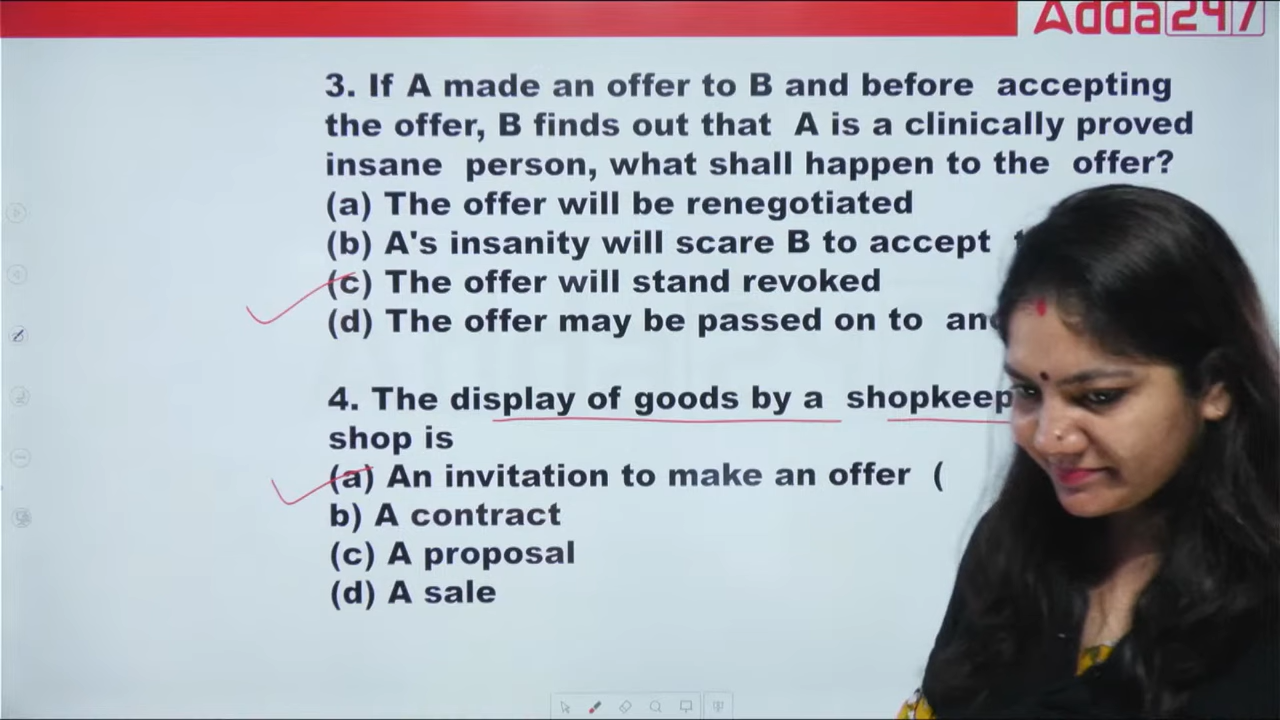 Adda247
3. If A made an offer to B and before accepting
the offer, B finds out that A is a clinically proved
insane person, what shall happen to the offer?
(a) The offer will be renegotiated
(b) A's insanity will scare B to accept
(c) The offer will stand revoked
(d) The offer may be passed on to
4. The display of goods by a
shop is
(a) An invitation to make an offer (
b) A contract
(c) A proposal
(d) A sale